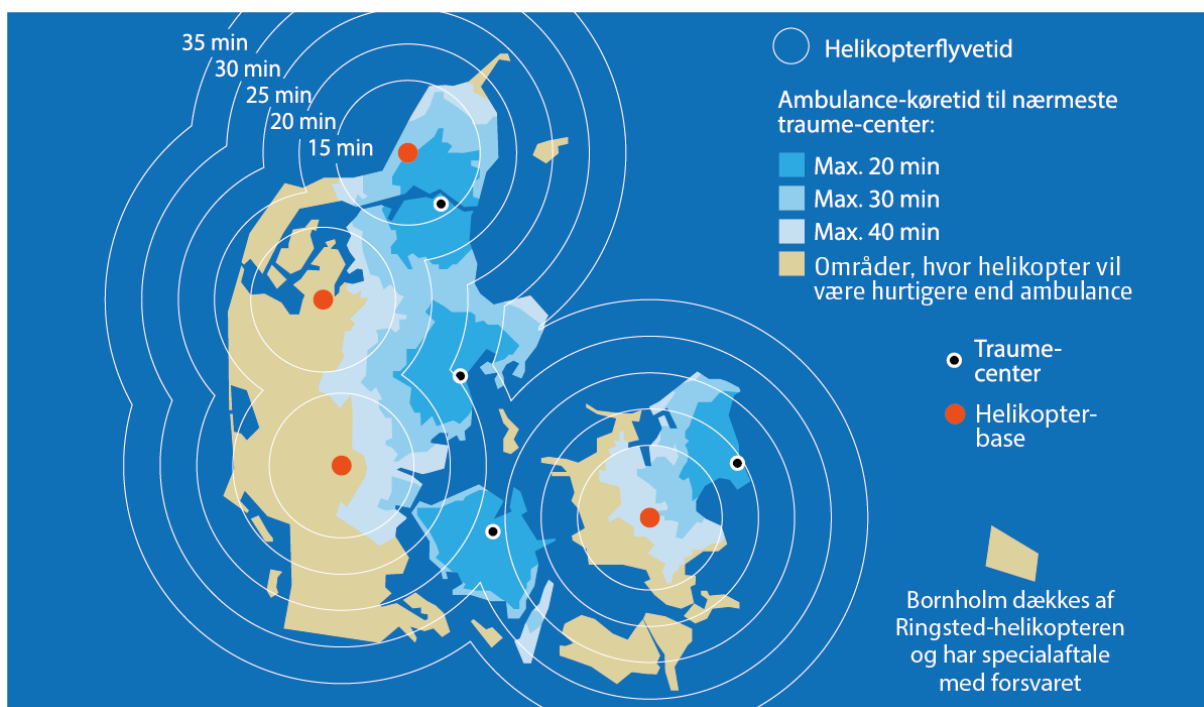 35 min
30 min
25 min
20 min
15 min
Helikopterflyvetid
Ambulance-køretid til nærmeste
traume-center:
Max. 20 min
Max. 30 min
Max. 40 min
Områder, hvor helikopter vil
være hurtigere end ambulance
Traume-
center
Helikopter-
base
Bornholm dækkes af
Ringsted-helikopteren
og har specialaftale
med forsvaret